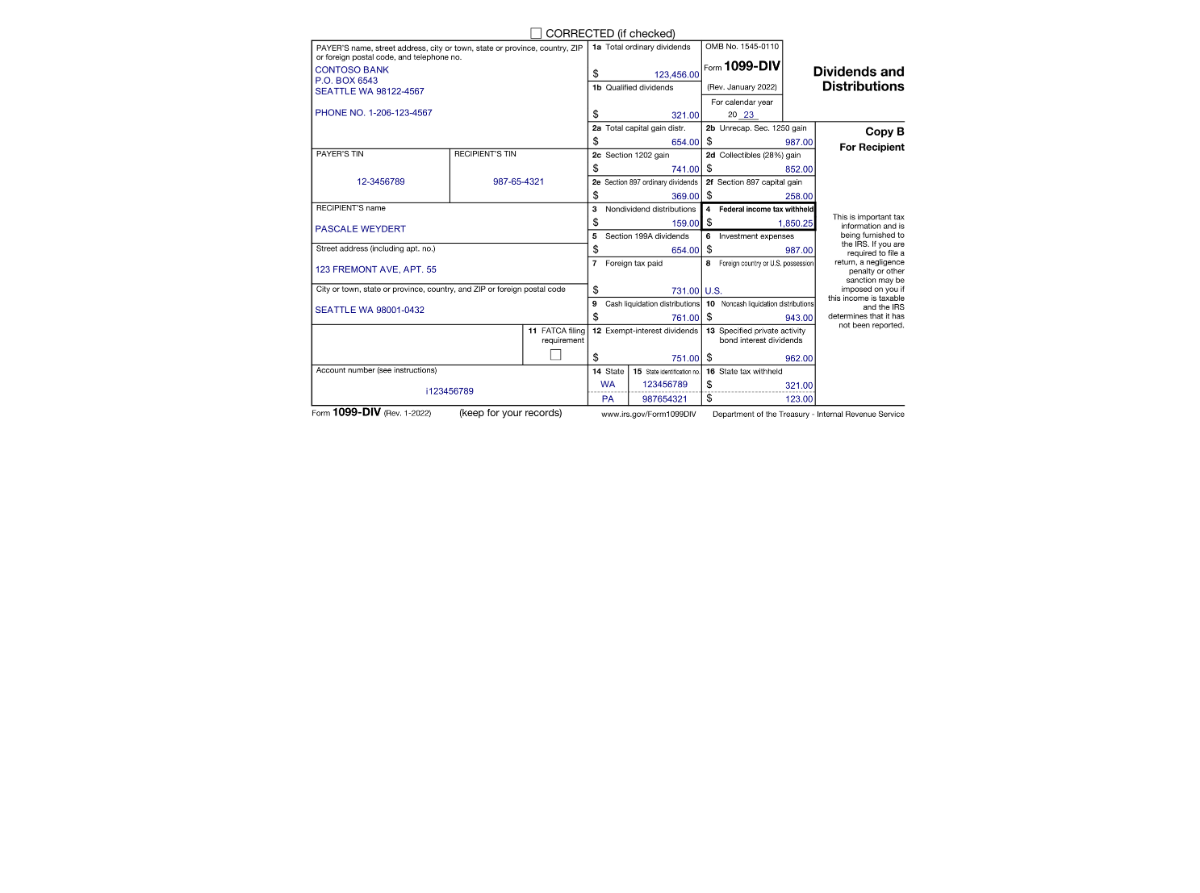 CORRECTED (if checked)
PAYER'S name, street address, city or town, state or province, country, ZIP
or foreign postal code, and telephone no.
CONTOSO BANK
P.O. BOX 6543
SEATTLE WA 98122-4567
PHONE NO. 1-206-123-4567
1a Total ordinary dividends
$ 123,456.00
1b Qualified dividends
$ 321.00
OMB No. 1545-0110
Form 1099-DIV
(Rev. January 2022)
For calendar year
20 23
Dividends and
Distributions
2a Total capital gain distr.
$ 654.00
2b Unrecap. Sec. 1250 gain
$ 987.00
Copy B
For Recipient
PAYER'S TIN
12-3456789
RECIPIENT'S TIN
987-65-4321
2c Section 1202 gain
$ 741.00
2d Collectibles (28%) gain
$ 852.00
2e Section 897 ordinary dividends
$ 369.00
2f Section 897 capital gain
$ 258.00
RECIPIENT'S name
PASCALE WEYDERT
3 Nondividend distributions
$ 159.00
4 Federal income tax withheld
$ 1,850.25
This is important tax
information and is
being furnished to
the IRS. If you are
required to file a
return, a negligence
penalty or other
sanction may be
imposed on you if
this income is taxable
and the IRS
determines that it has
not been reported.
5 Section 199A dividends
$ 654.00
6 Investment expenses
$ 987.00
Street address (including apt. no.)
123 FREMONT AVE, APT. 55
7 Foreign tax paid
$ 731.00
8 Foreign country or U.S. possession
U.S.
City or town, state or province, country, and ZIP or foreign postal code
SEATTLE WA 98001-0432
9 Cash liquidation distributions
$ 761.00
10 Noncash liquidation distributions
$ 943.00
11 FATCA filing
requirement
12 Exempt-interest dividends
$ 751.00
13 Specified private activity
bond interest dividends
$ 962.00
Account number (see instructions)
i123456789
14 State
WA
PA
15 State identification no.
123456789
987654321
16 State tax withheld
$ 321.00
$ 123.00
Form 1099-DIV (Rev. 1-2022)
(keep for your records)
www.irs.gov/Form1099DIV
Department of the Treasury - Internal Revenue Service